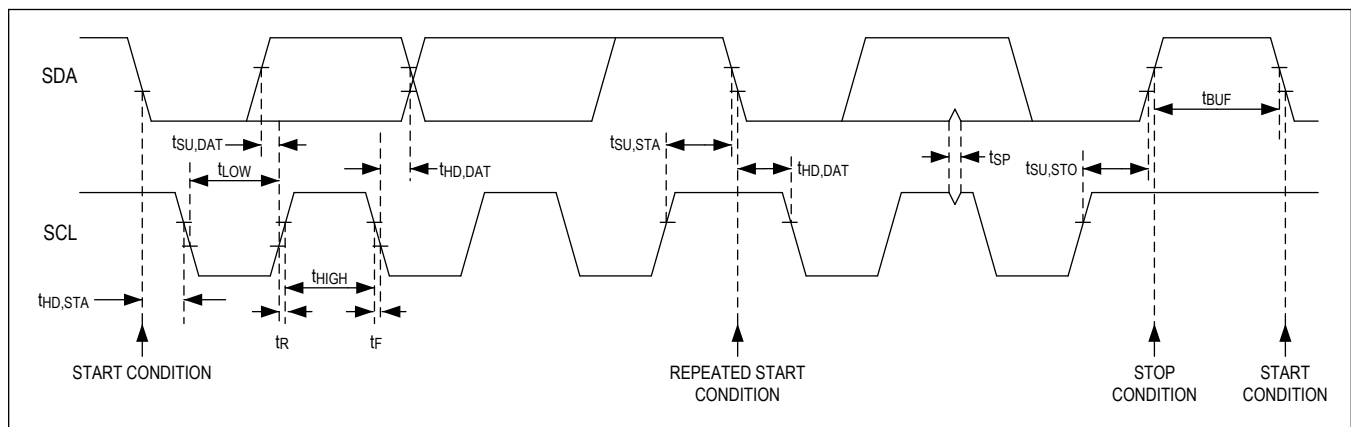 SDA
tSU,DAT
tLOW
tHD,DAT
tSU,STA
tHD,DAT
tSP
tSU,STO
tBUF
SCL
tHD,STA
tHIGH
tR
tF
START CONDITION
REPEATED START
CONDITION
STOP
CONDITION
START
CONDITION